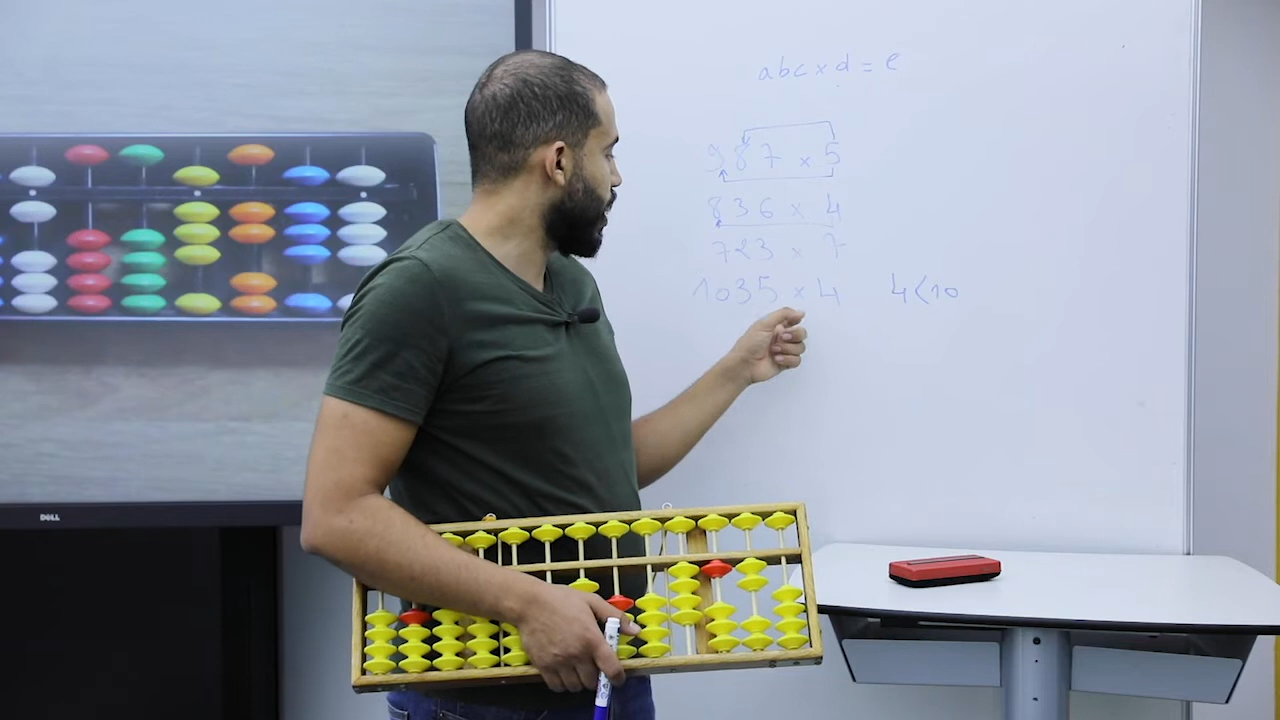 abc x d = e
987 x 5
836 x 4
723 x 7
1035 x 4 4<10
DELL